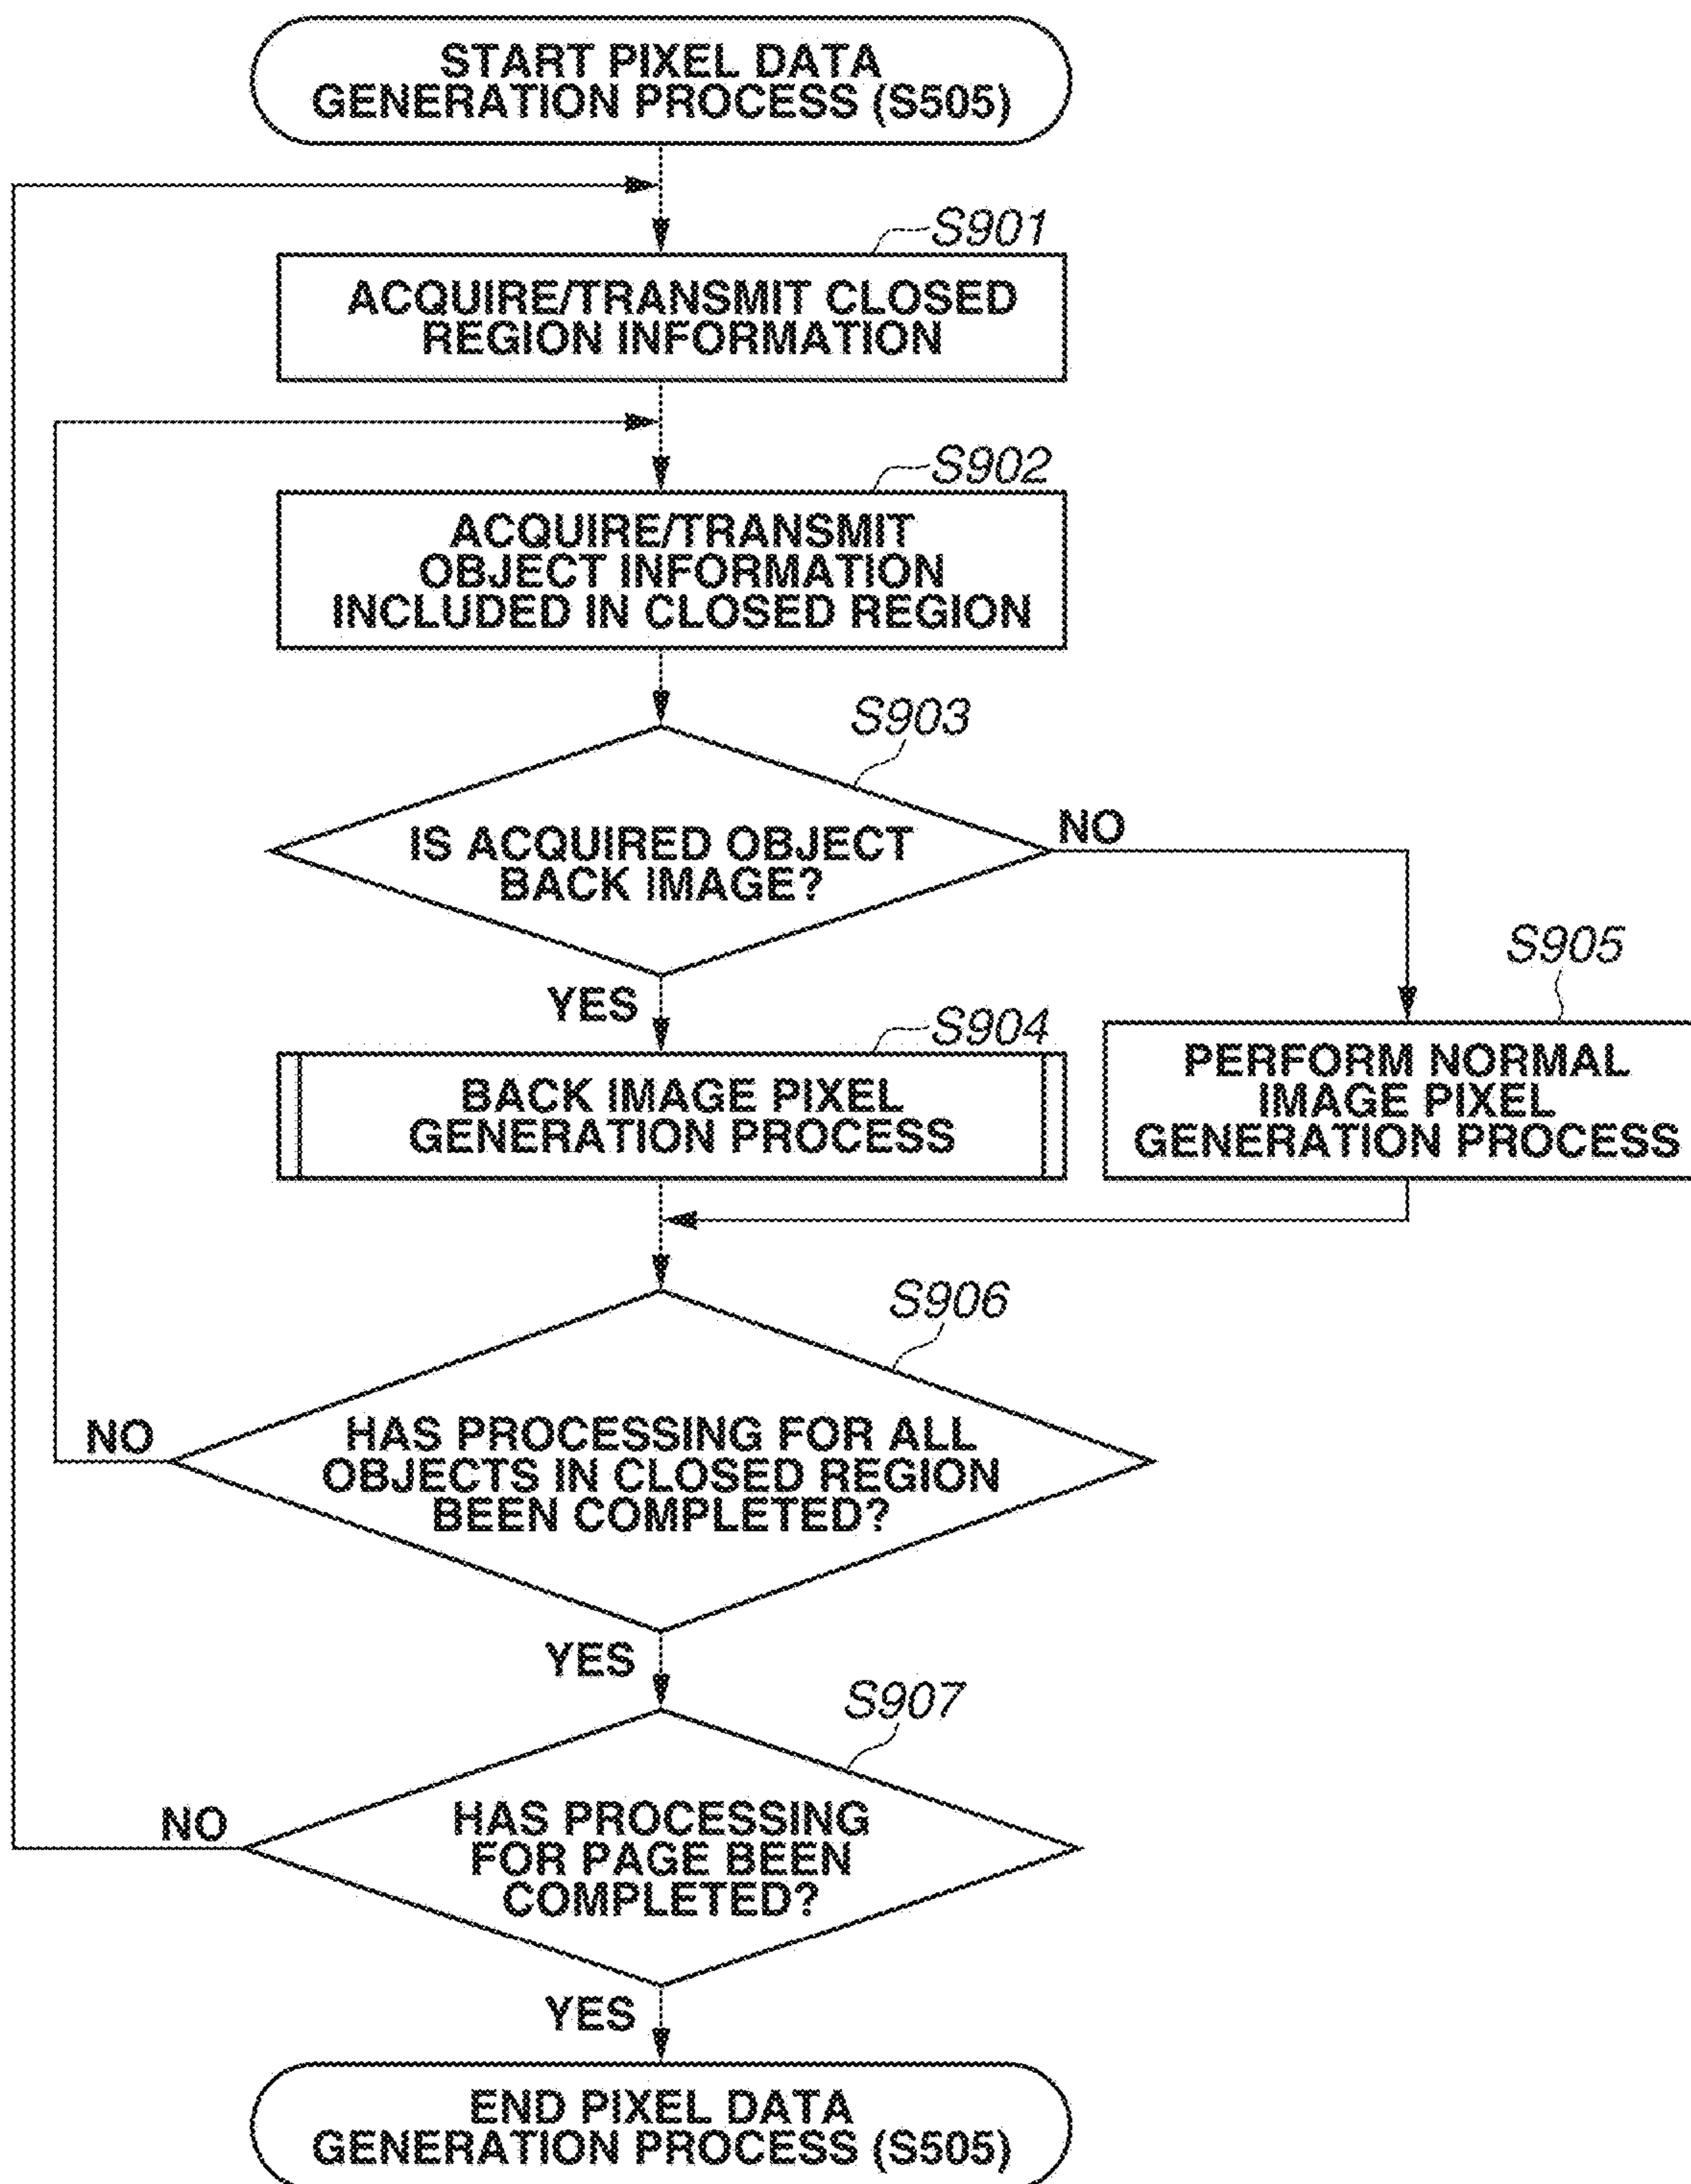 START PIXEL DATA
GENERATION PROCESS (S505)
S901
ACQUIRE/TRANSMIT CLOSED
REGION INFORMATION
S902
ACQUIRE/TRANSMIT
OBJECT INFORMATION
INCLUDED IN CLOSED REGION
S903
IS ACQUIRED OBJECT
BACK IMAGE?
NO
YES
S904
BACK IMAGE PIXEL
GENERATION PROCESS
S905
PERFORM NORMAL
IMAGE PIXEL
GENERATION PROCESS
S906
HAS PROCESSING FOR ALL
OBJECTS IN CLOSED REGION
BEEN COMPLETED?
NO
YES
S907
HAS PROCESSING
FOR PAGE BEEN
COMPLETED?
NO
YES
END PIXEL DATA
GENERATION PROCESS (S505)